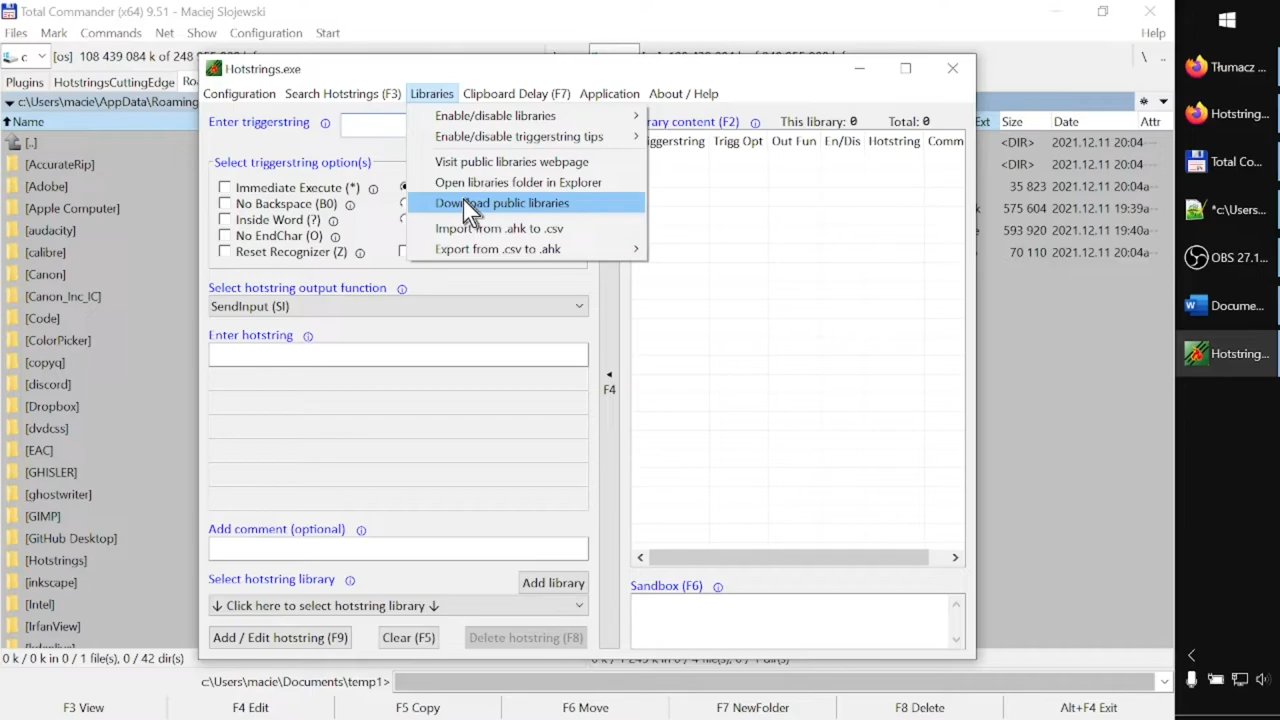 Total Commander (x64) 9.51 - Maciej Slojewski
Files Mark Commands Net Show Configuration Start Help
c [os] 108 439 084 k of
Plugins HotstringsCuttingEdge
c:\Users\macie\AppData\Roaming
Name
[..]
[AccurateRip]
[Adobe]
[Apple Computer]
[audacity]
[calibre]
[Canon]
[Canon_Inc_IC]
[Code]
[ColorPicker]
[copyq]
[discord]
[Dropbox]
[dvdcss]
[EAC]
[GHISLER]
[ghostwriter]
[GIMP]
[GitHub Desktop]
[Hotstrings]
[inkscape]
[Intel]
[IrfanView]
0 k / 0 k in 0 / 1 file(s), 0 / 42 dir(s)
Hotstrings.exe
Configuration Search Hotstrings (F3) Libraries Clipboard Delay (F7) Application About / Help
Enter triggerstring
Select triggerstring option(s)
Immediate Execute (*)
No Backspace (B0)
Inside Word (?)
No EndChar (O)
Reset Recognizer (Z)
Enable/disable libraries
Enable/disable triggerstring tips
Visit public libraries webpage
Open libraries folder in Explorer
Download public libraries
Import from .ahk to .csv
Export from .csv to .ahk
Select hotstring output function
SendInput (SI)
Enter hotstring
Add comment (optional)
Select hotstring library
Add library
↓ Click here to select hotstring library ↓
Add / Edit hotstring (F9) Clear (F5) Delete hotstring (F8)
F4
rary content (F2) This library: 0 Total: 0
iggerstring Trigg Opt Out Fun En/Dis Hotstring Comm
Sandbox (F6)
\ ..
Ext Size Date Attr
<DIR> 2021.12.11 20:04---
<DIR> 2021.12.11 20:04---
35 823 2021.12.11 20:04a--
k 575 604 2021.12.11 19:39a--
e 593 920 2021.12.11 19:40a--
70 110 2021.12.11 20:04a--
c:\Users\macie\Documents\temp1>
F3 View F4 Edit F5 Copy F6 Move F7 NewFolder F8 Delete Alt+F4 Exit
Tłumacz ...
Hotstring...
Total Co...
*c:\Users...
OBS 27.1...
Docume...
Hotstring...